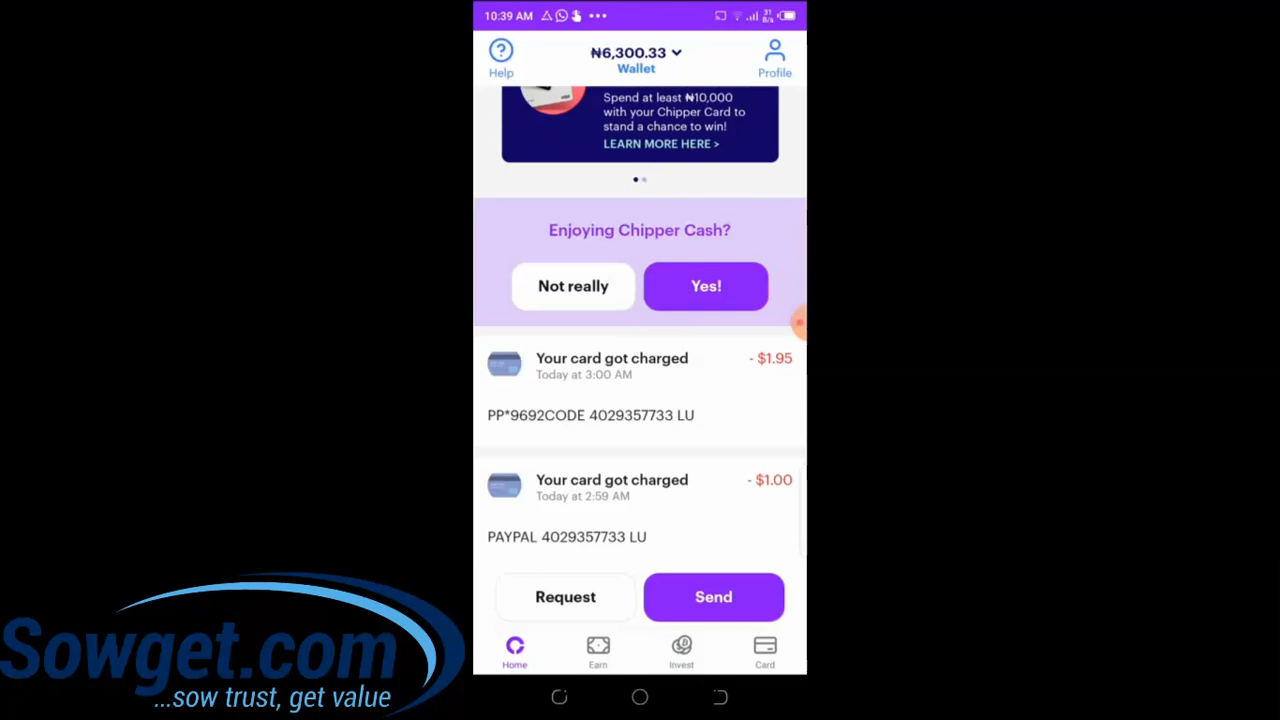 10:39 AM
31
B/s
₦6,300.33
Wallet
Help
Profile
Spend at least ₦10,000
with your Chipper Card to
stand a chance to win!
LEARN MORE HERE >
Enjoying Chipper Cash?
Not really
Yes!
Your card got charged
- $1.95
Today at 3:00 AM
PP*9692CODE 4029357733 LU
Your card got charged
- $1.00
Today at 2:59 AM
PAYPAL 4029357733 LU
Request
Send
Home
Earn
Invest
Card
Sowget.com
...sow trust, get value